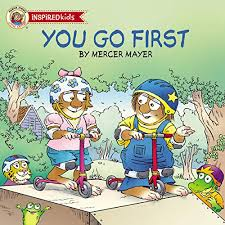 INSPIREDkids
YOU GO FIRST
BY MERCER MAYER